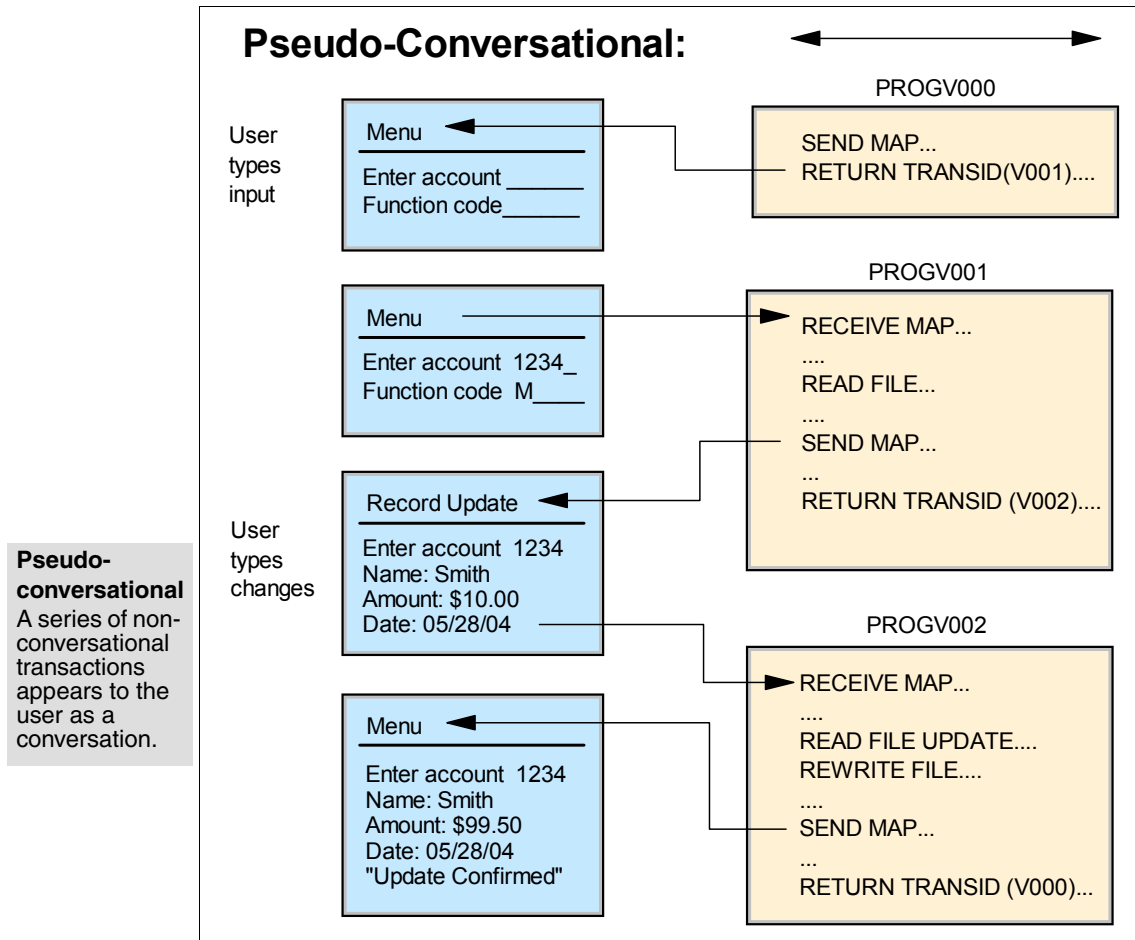 Pseudo-Conversational:
User
types
input
Menu
Enter account ______
Function code______
PROGV000
SEND MAP...
RETURN TRANSID(V001)....
Menu
Enter account 1234_
Function code M____
PROGV001
RECEIVE MAP...
....
READ FILE...
....
SEND MAP...
...
RETURN TRANSID (V002)....
User
types
changes
Record Update
Enter account 1234
Name: Smith
Amount: $10.00
Date: 05/28/04
Pseudo-
conversational
A series of non-
conversational
transactions
appears to the
user as a
conversation.
PROGV002
RECEIVE MAP...
....
READ FILE UPDATE....
REWRITE FILE....
....
SEND MAP...
...
RETURN TRANSID (V000)...
Menu
Enter account 1234
Name: Smith
Amount: $99.50
Date: 05/28/04
"Update Confirmed"